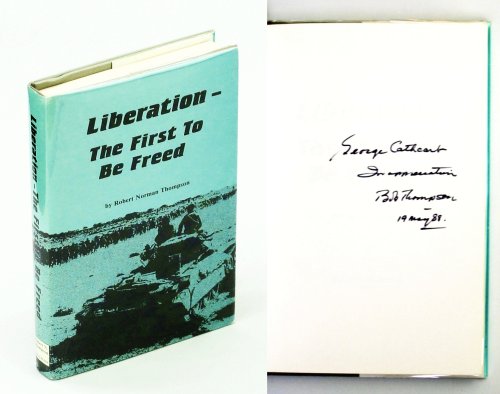 Liberation - The First To Be Freed
Liberation –
The First To
Be Freed
by Robert Norman Thompson
George Cathcart
In appreciation
Bob Thompson
19 May 88.